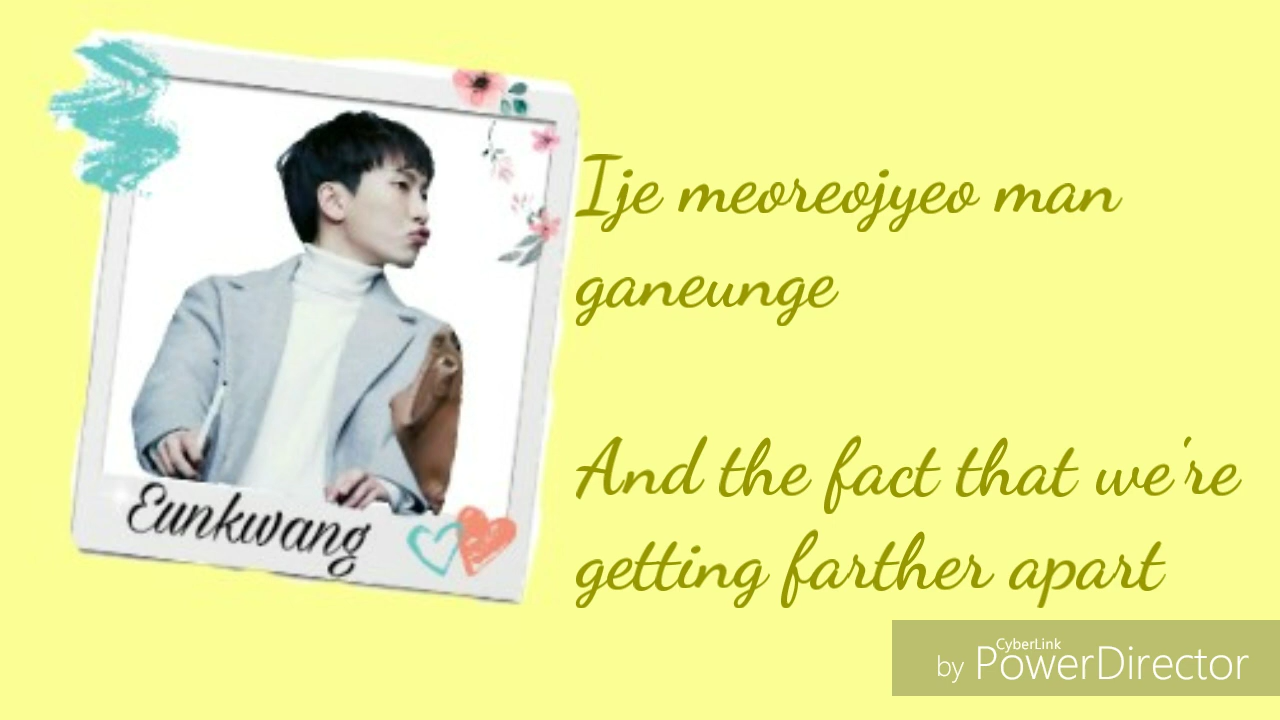 Ije meoreojyeo man
ganeunge
And the fact that we're
getting farther apart
Eunkwang
CyberLink
by PowerDirector